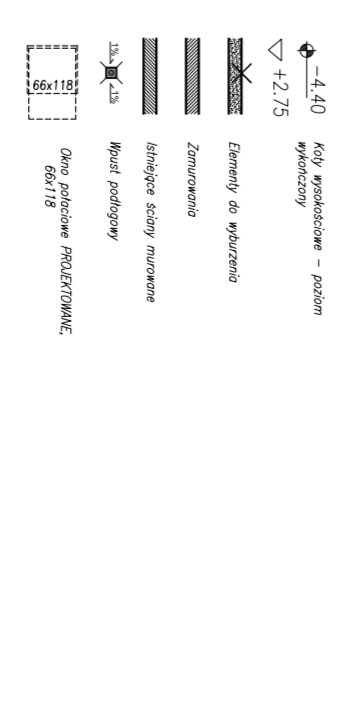 -4.40
+2.75
Koty wysokościowe - poziom
wykończony
Elementy do wyburzenia
Zamurowania
Istniejące ściany murowane
1% 1%
Wpust podłogowy
66x118
Okno połaciowe PROJEKTOWANE,
66x118